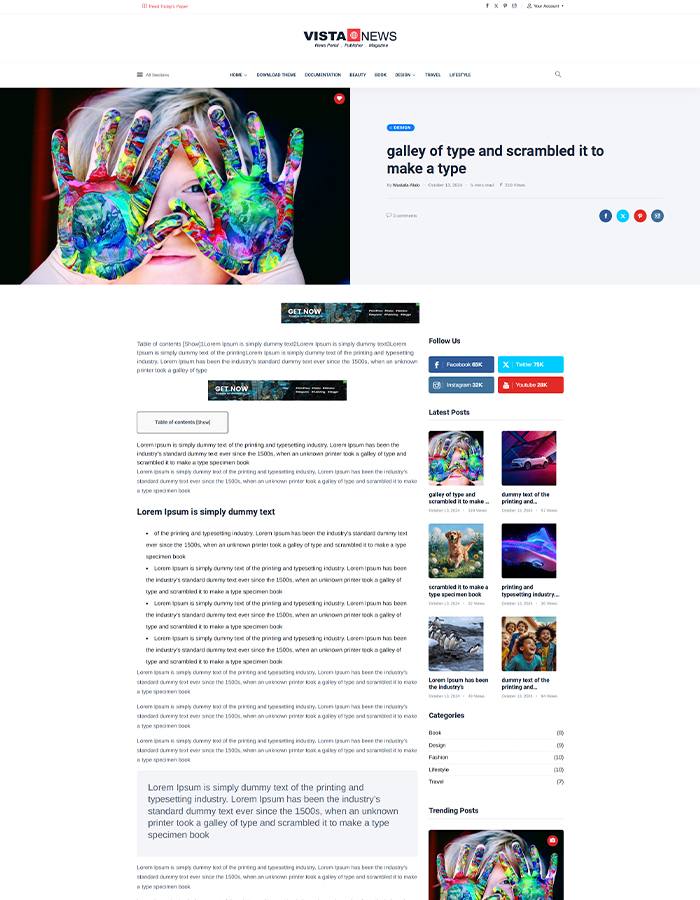 Read Today's Paper
Your Account
VISTA NEWS
News Portal , Publisher , Magazine
All Sections
HOME
DOWNLOAD THEME
DOCUMENTATION
BEAUTY
BOOK
DESIGN
TRAVEL
LIFESTYLE
DESIGN
galley of type and scrambled it to
make a type
By Mustafa Alalo
October 13, 2024
5 mins read
319 Views
0 comments
GET NOW
Table of contents [Show]1Lorem Ipsum is simply dummy text2Lorem Ipsum is simply dummy text3Lorem
Ipsum is simply dummy text of the printingLorem Ipsum is simply dummy text of the printing and typesetting
industry. Lorem Ipsum has been the industry's standard dummy text ever since the 1500s, when an unknown
printer took a galley of type
GET NOW
Table of contents [Show]
Lorem Ipsum is simply dummy text of the printing and typesetting industry. Lorem Ipsum has been the
industry's standard dummy text ever since the 1500s, when an unknown printer took a galley of type and
scrambled it to make a type specimen book
Lorem Ipsum is simply dummy text of the printing and typesetting industry. Lorem Ipsum has been the industry's
standard dummy text ever since the 1500s, when an unknown printer took a galley of type and scrambled it to make
a type specimen book
Lorem Ipsum is simply dummy text
of the printing and typesetting industry. Lorem Ipsum has been the industry's standard dummy text
ever since the 1500s, when an unknown printer took a galley of type and scrambled it to make a type
specimen book
Lorem Ipsum is simply dummy text of the printing and typesetting industry. Lorem Ipsum has been
the industry's standard dummy text ever since the 1500s, when an unknown printer took a galley of
type and scrambled it to make a type specimen book
Lorem Ipsum is simply dummy text of the printing and typesetting industry. Lorem Ipsum has been
the industry's standard dummy text ever since the 1500s, when an unknown printer took a galley of
type and scrambled it to make a type specimen book
Lorem Ipsum is simply dummy text of the printing and typesetting industry. Lorem Ipsum has been
the industry's standard dummy text ever since the 1500s, when an unknown printer took a galley of
type and scrambled it to make a type specimen book
Lorem Ipsum is simply dummy text of the printing and typesetting industry. Lorem Ipsum has been the industry's
standard dummy text ever since the 1500s, when an unknown printer took a galley of type and scrambled it to make
a type specimen book
Lorem Ipsum is simply dummy text of the printing and typesetting industry. Lorem Ipsum has been the industry's
standard dummy text ever since the 1500s, when an unknown printer took a galley of type and scrambled it to make
a type specimen book
Lorem Ipsum is simply dummy text of the printing and typesetting industry. Lorem Ipsum has been the industry's
standard dummy text ever since the 1500s, when an unknown printer took a galley of type and scrambled it to make
a type specimen book
Lorem Ipsum is simply dummy text of the printing and
typesetting industry. Lorem Ipsum has been the industry's
standard dummy text ever since the 1500s, when an unknown
printer took a galley of type and scrambled it to make a type
specimen book
Lorem Ipsum is simply dummy text of the printing and typesetting industry. Lorem Ipsum has been the industry's
standard dummy text ever since the 1500s, when an unknown printer took a galley of type and scrambled it to make
a type specimen book
Follow Us
Facebook 65K
Twitter 75K
Instagram 32K
Youtube 28K
Latest Posts
galley of type and
scrambled it to make ...
October 13, 2024
319 Views
dummy text of the
printing and...
October 13, 2024
57 Views
scrambled it to make a
type specimen book
October 13, 2024
32 Views
printing and
typesetting industry....
October 13, 2024
36 Views
Lorem Ipsum has been
the industry's
October 13, 2024
49 Views
dummy text of the
printing and...
October 13, 2024
54 Views
Categories
Book (8)
Design (9)
Fashion (10)
Lifestyle (10)
Travel (7)
Trending Posts